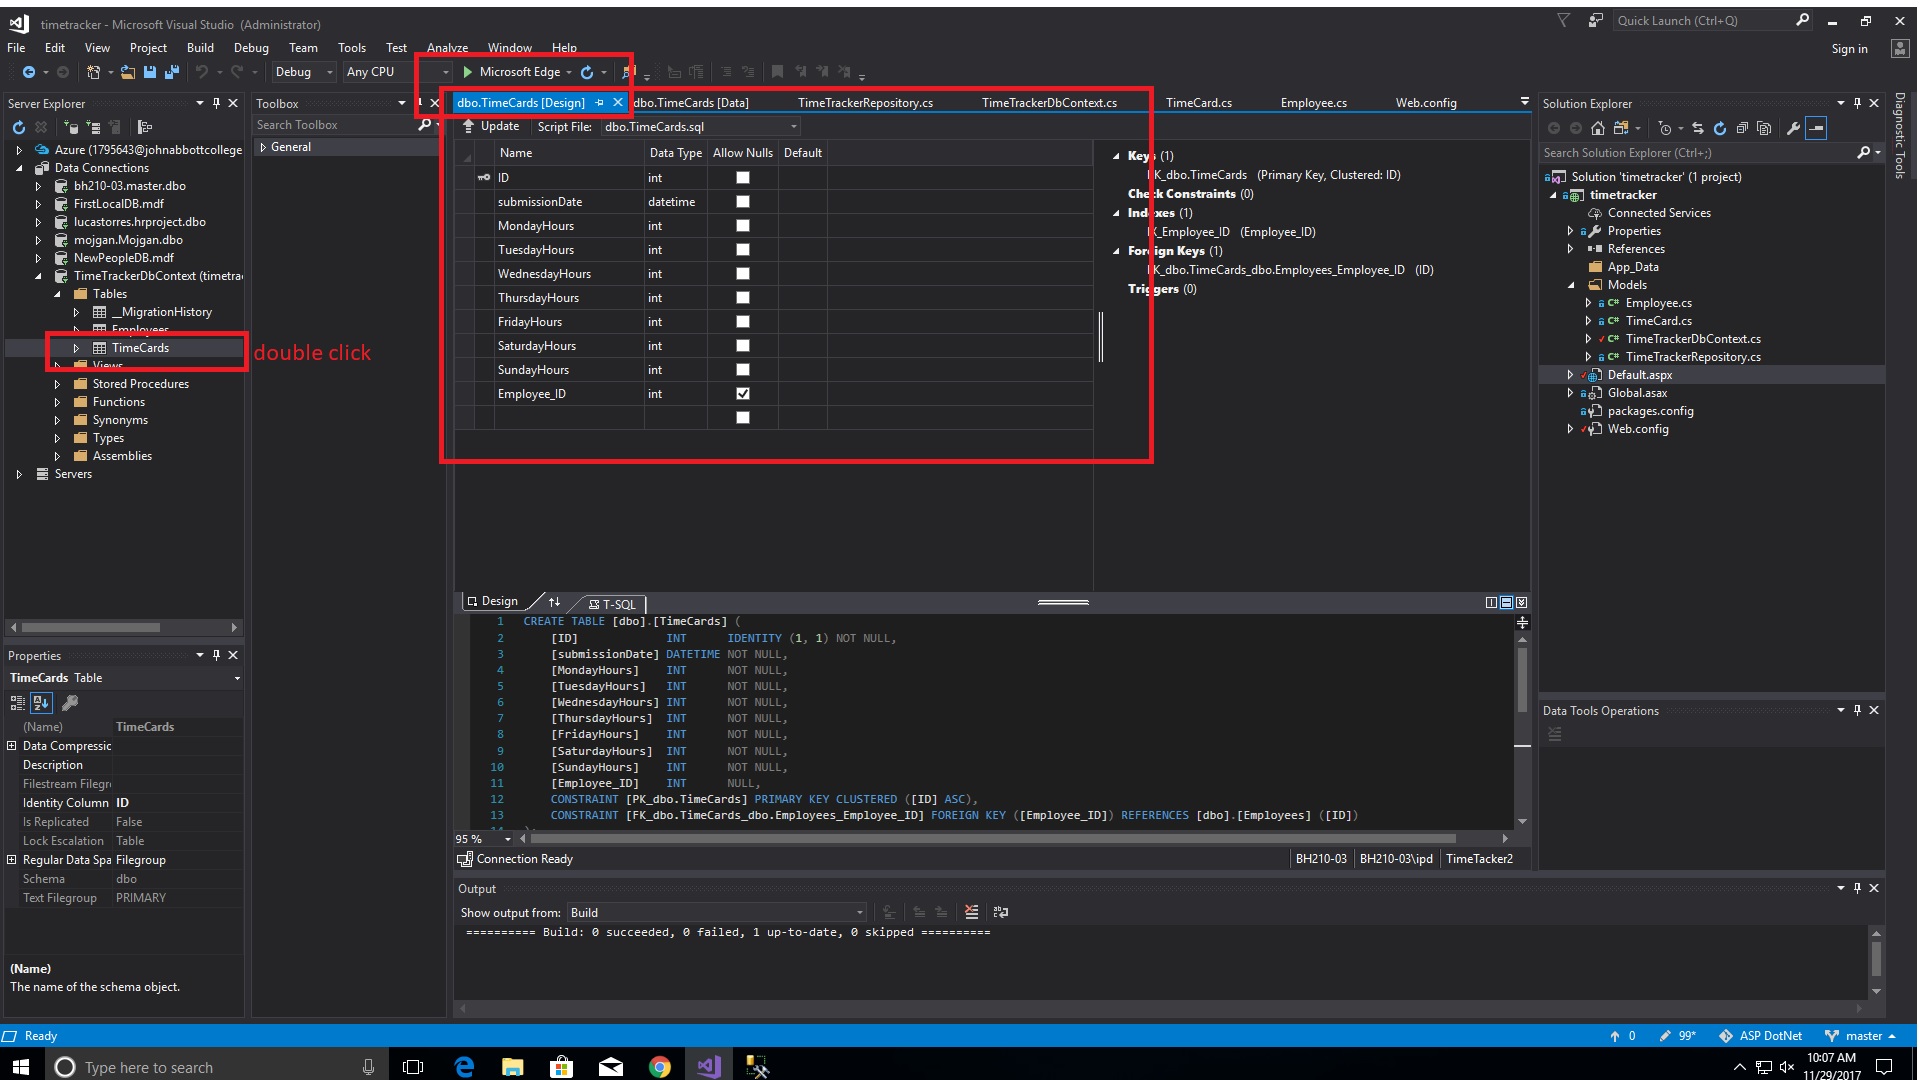 timetracker - Microsoft Visual Studio (Administrator)
Quick Launch (Ctrl+Q)
File Edit View Project Build Debug Team Tools Test Analyze Window Help
Sign in
Debug Any CPU Microsoft Edge
Server Explorer
Azure (1795643@johnabbottcollege
Data Connections
bh210-03.master.dbo
FirstLocalDB.mdf
lucastorres.hrproject.dbo
mojgan.Mojgan.dbo
NewPeopleDB.mdf
TimeTrackerDbContext (timetra
Tables
__MigrationHistory
Employees
TimeCards
Views
Stored Procedures
Functions
Synonyms
Types
Assemblies
Servers
double click
Toolbox
Search Toolbox
General
dbo.TimeCards [Design] dbo.TimeCards [Data] TimeTrackerRepository.cs TimeTrackerDbContext.cs TimeCard.cs Employee.cs Web.config
Update Script File: dbo.TimeCards.sql
Name Data Type Allow Nulls Default
ID int
submissionDate datetime
MondayHours int
TuesdayHours int
WednesdayHours int
ThursdayHours int
FridayHours int
SaturdayHours int
SundayHours int
Employee_ID int
Keys (1)
PK_dbo.TimeCards (Primary Key, Clustered: ID)
Check Constraints (0)
Indexes (1)
IX_Employee_ID (Employee_ID)
Foreign Keys (1)
FK_dbo.TimeCards_dbo.Employees_Employee_ID (ID)
Triggers (0)
Design T-SQL
1 CREATE TABLE [dbo].[TimeCards] (
2 [ID] INT IDENTITY (1, 1) NOT NULL,
3 [submissionDate] DATETIME NOT NULL,
4 [MondayHours] INT NOT NULL,
5 [TuesdayHours] INT NOT NULL,
6 [WednesdayHours] INT NOT NULL,
7 [ThursdayHours] INT NOT NULL,
8 [FridayHours] INT NOT NULL,
9 [SaturdayHours] INT NOT NULL,
10 [SundayHours] INT NOT NULL,
11 [Employee_ID] INT NULL,
12 CONSTRAINT [PK_dbo.TimeCards] PRIMARY KEY CLUSTERED ([ID] ASC),
13 CONSTRAINT [FK_dbo.TimeCards_dbo.Employees_Employee_ID] FOREIGN KEY ([Employee_ID]) REFERENCES [dbo].[Employees] ([ID])
14 );
95 %
Connection Ready BH210-03 BH210-03\ipd TimeTacker2
Output
Show output from: Build
========== Build: 0 succeeded, 0 failed, 1 up-to-date, 0 skipped ==========
Properties
TimeCards Table
(Name) TimeCards
Data Compressic
Description
Filestream Filegr
Identity Column ID
Is Replicated False
Lock Escalation Table
Regular Data Spa Filegroup
Schema dbo
Text Filegroup PRIMARY
(Name)
The name of the schema object.
Solution Explorer
Search Solution Explorer (Ctrl+;)
Solution 'timetracker' (1 project)
timetracker
Connected Services
Properties
References
App_Data
Models
Employee.cs
TimeCard.cs
TimeTrackerDbContext.cs
TimeTrackerRepository.cs
Default.aspx
Global.asax
packages.config
Web.config
Data Tools Operations
Diagnostic Tools
Ready 0 99* ASP DotNet master
Type here to search
10:07 AM
11/29/2017